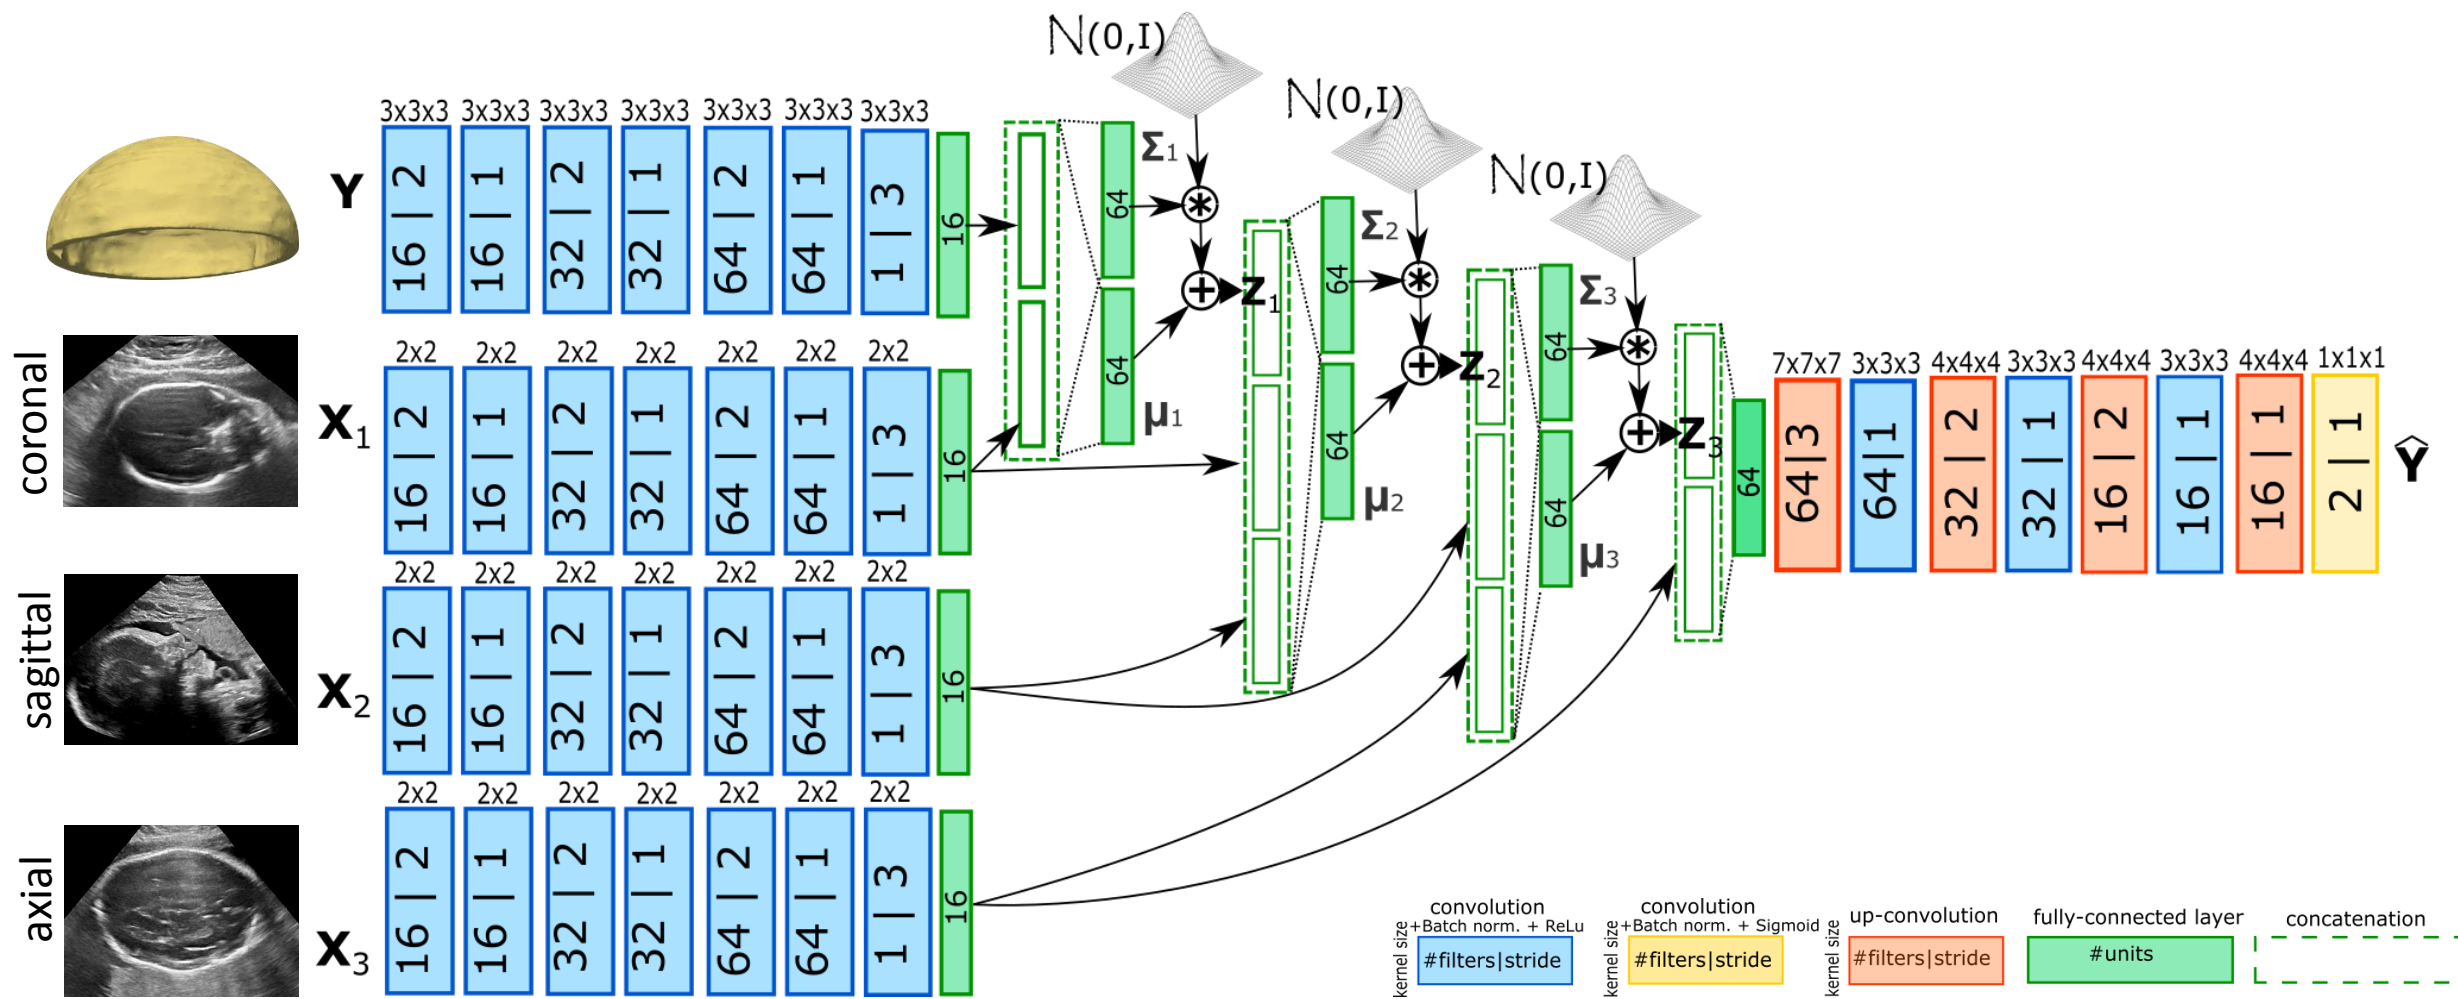 N(0,I)
N(0,I)
N(0,I)
3x3x3 3x3x3 3x3x3 3x3x3 3x3x3 3x3x3 3x3x3
Y
16 | 2
16 | 1
32 | 2
32 | 1
64 | 2
64 | 1
1 | 3
16
64
Σ1
64
μ1
Z1
64
Σ2
64
μ2
Z2
64
Σ3
64
μ3
Z3
64
coronal
X1
2x2 2x2 2x2 2x2 2x2 2x2 2x2
16 | 2
16 | 1
32 | 2
32 | 1
64 | 2
64 | 1
1 | 3
16
7x7x7 3x3x3 4x4x4 3x3x3 4x4x4 3x3x3 4x4x4 1x1x1
64|3
64|1
32 | 2
32 | 1
16 | 2
16 | 1
16 | 1
2 | 1
Ŷ
sagittal
X2
2x2 2x2 2x2 2x2 2x2 2x2 2x2
16 | 2
16 | 1
32 | 2
32 | 1
64 | 2
64 | 1
1 | 3
16
axial
X3
2x2 2x2 2x2 2x2 2x2 2x2 2x2
16 | 2
16 | 1
32 | 2
32 | 1
64 | 2
64 | 1
1 | 3
16
kernel size
convolution
+Batch norm. + ReLu
#filters|stride
kernel size
convolution
+Batch norm. + Sigmoid
#filters|stride
kernel size
up-convolution
#filters|stride
fully-connected layer
#units
concatenation